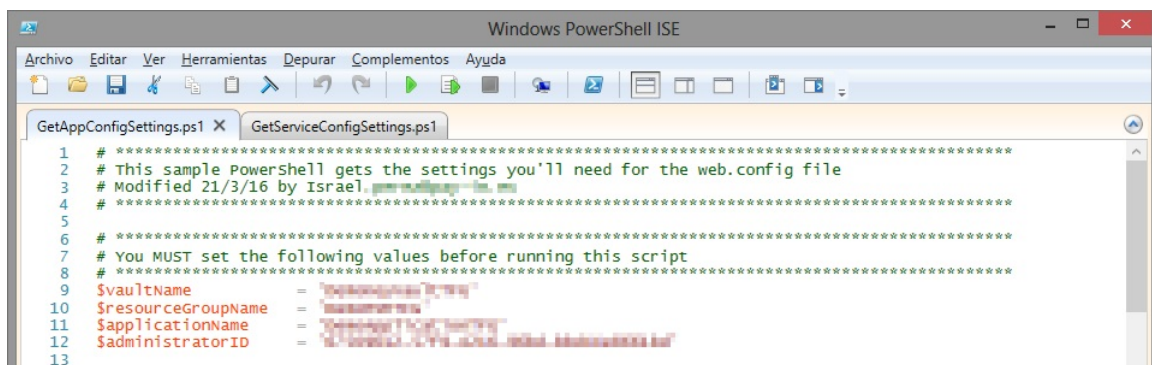 Windows PowerShell ISE
Archivo Editar Ver Herramientas Depurar Complementos Ayuda
GetAppConfigSettings.ps1 GetServiceConfigSettings.ps1
1 # **********************************************************************************************
2 # This sample PowerShell gets the settings you'll need for the web.config file
3 # Modified 21/3/16 by Israel
4 # **********************************************************************************************
5
6 # **********************************************************************************************
7 # You MUST set the following values before running this script
8 # **********************************************************************************************
9 $vaultName =
10 $resourceGroupName =
11 $applicationName =
12 $administratorID =
13